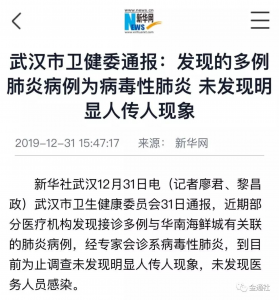 www.news.cn
新华网
News
武汉市卫健委通报：发现的多例
肺炎病例为病毒性肺炎 未发现明
显人传人现象
2019-12-31 15:47:17 来源： 新华网
新华社武汉12月31日电（记者廖君、黎昌
政）武汉市卫生健康委员会31日通报，近期部
分医疗机构发现接诊多例与华南海鲜城有关联
的肺炎病例，经专家会诊系病毒性肺炎，到目
前为止调查未发现明显人传人现象，未发现医
务人员感染。
金通社